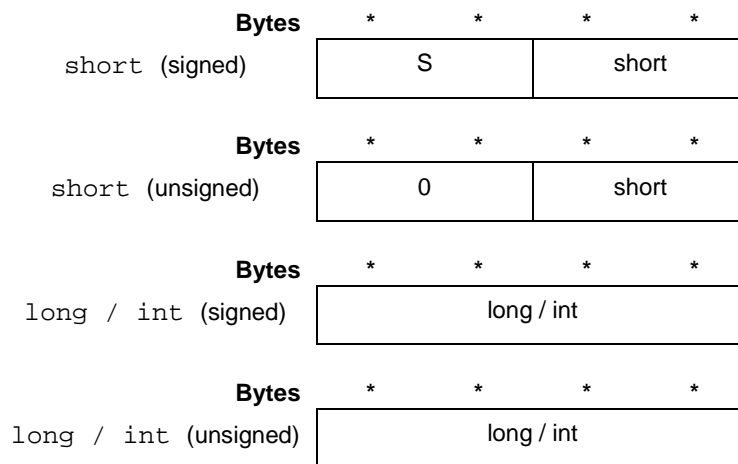 Bytes * * * *
short (signed) S short
Bytes * * * *
short (unsigned) 0 short
Bytes * * * *
long / int (signed) long / int
Bytes * * * *
long / int (unsigned) long / int